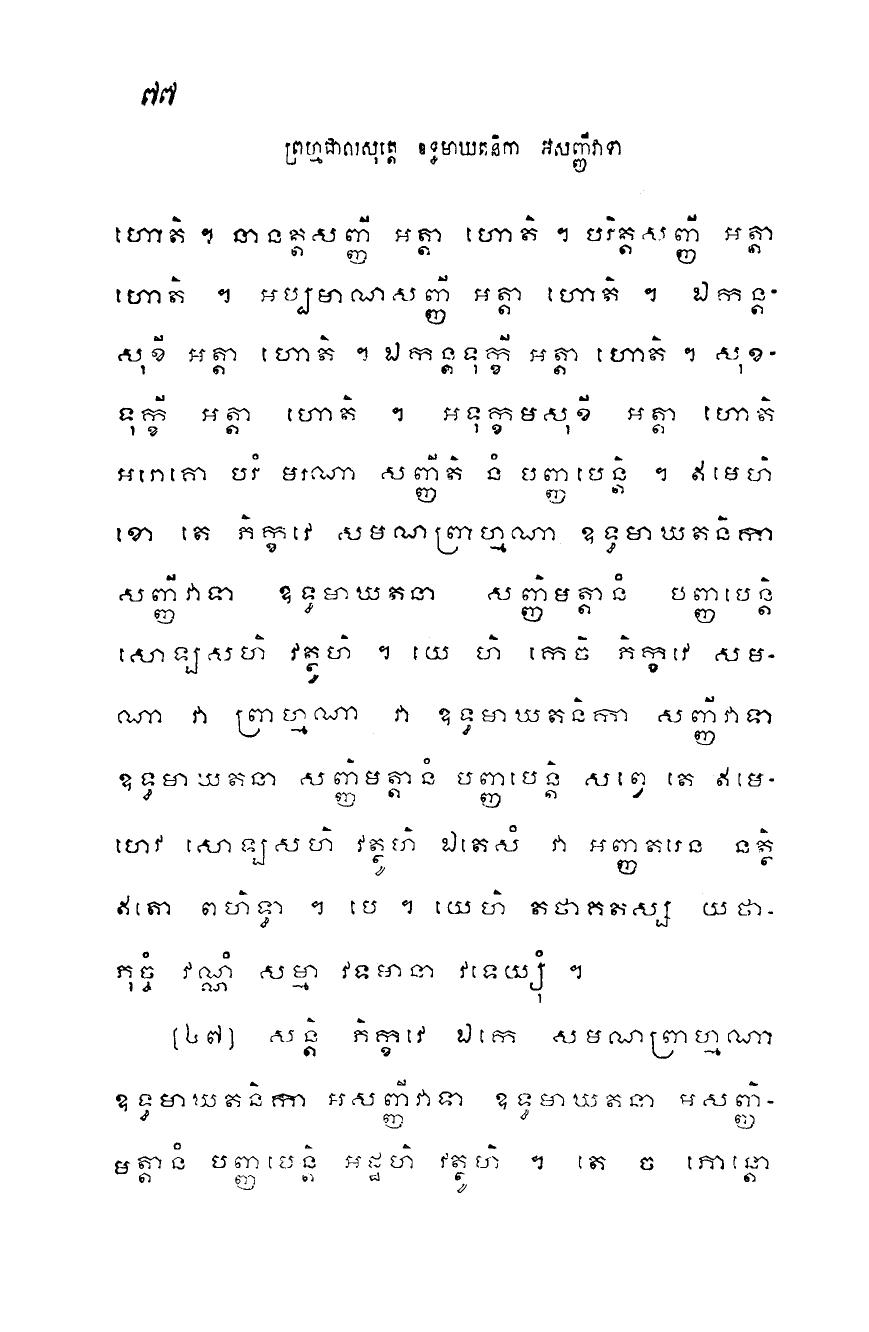 ៧៧
ព្រហ្មជាលសុត្តេ ឧទ្ធមាឃតនិកា អសញ្ញីវាទា
ហោតិ ។ នានត្តសញ្ញី អត្តា ហោតិ ។ បរិត្តសញ្ញី អត្តា
ហោតិ ។ អប្បមាណសញ្ញី អត្តា ហោតិ ។ ឯកន្ត-
សុខី អត្តា ហោតិ ។ ឯកន្តទុក្ខី អត្តា ហោតិ ។ សុខ-
ទុក្ខី អត្តា ហោតិ ។ អទុក្ខមសុខី អត្តា ហោតិ
អរោគោ បរំ មរណា សញ្ញីតិ នំ បញ្ញបេន្តិ ។ ឥមេហិ
ខោ តេ ភិក្ខវេ សមណព្រាហ្មណា ឧទ្ធមាឃតនិកា
សញ្ញីវាទា ឧទ្ធមាឃតនា សញ្ញិមត្តានំ បញ្ញបេន្តិ
សោឡសហិ វត្ថូហិ ។ យេ ហិ កេចិ ភិក្ខវេ សម-
ណា វា ព្រាហ្មណា វា ឧទ្ធមាឃតនិកា សញ្ញីវាទា
ឧទ្ធមាឃតនា សញ្ញិមត្តានំ បញ្ញបេន្តិ សព្វេ តេ ឥមេ-
ហេវ សោឡសហិ វត្ថូហិ ឯតេសំ វា អញ្ញតរេន នត្ថិ
ឥតោ ពហិទ្ធា ។ បេ ។ យេហិ តថាគតស្ស យថា-
ភុច្ចំ វណ្ណំ សម្មា វទមានា វទេយ្យុំ ។
[៤៧] សន្តិ ភិក្ខវេ ឯកេ សមណព្រាហ្មណា
ឧទ្ធមាឃតនិកា អសញ្ញីវាទា ឧទ្ធមាឃតនា អសញ្ញិ-
មត្តានំ បញ្ញបេន្តិ អដ្ឋហិ វត្ថូហិ ។ តេ ច ភោន្តោ